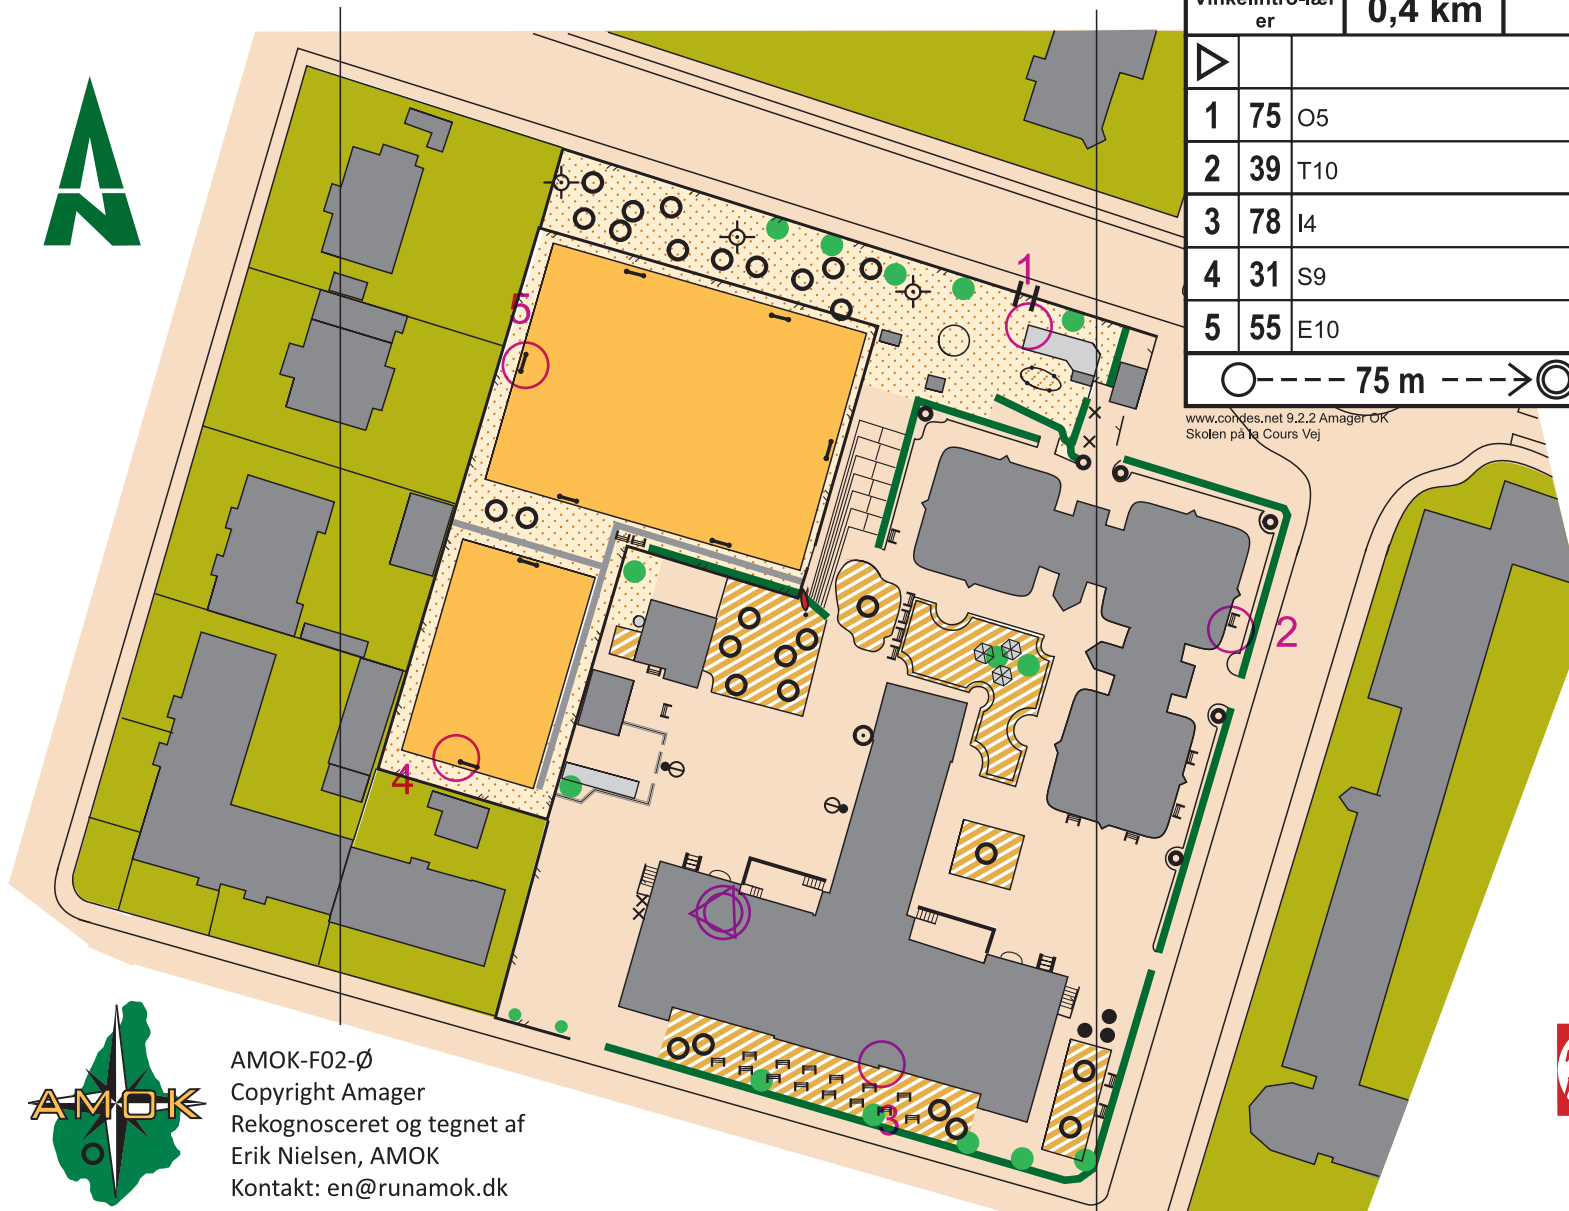 er
0,4 km
1 75 O5
2 39 T10
3 78 I4
4 31 S9
5 55 E10
75 m
www.condes.net 9.2.2 Amager OK
Skolen på la Cours Vej
1
5
2
4
3
AMOK
AMOK-F02-Ø
Copyright Amager
Rekognosceret og tegnet af
Erik Nielsen, AMOK
Kontakt: en@runamok.dk